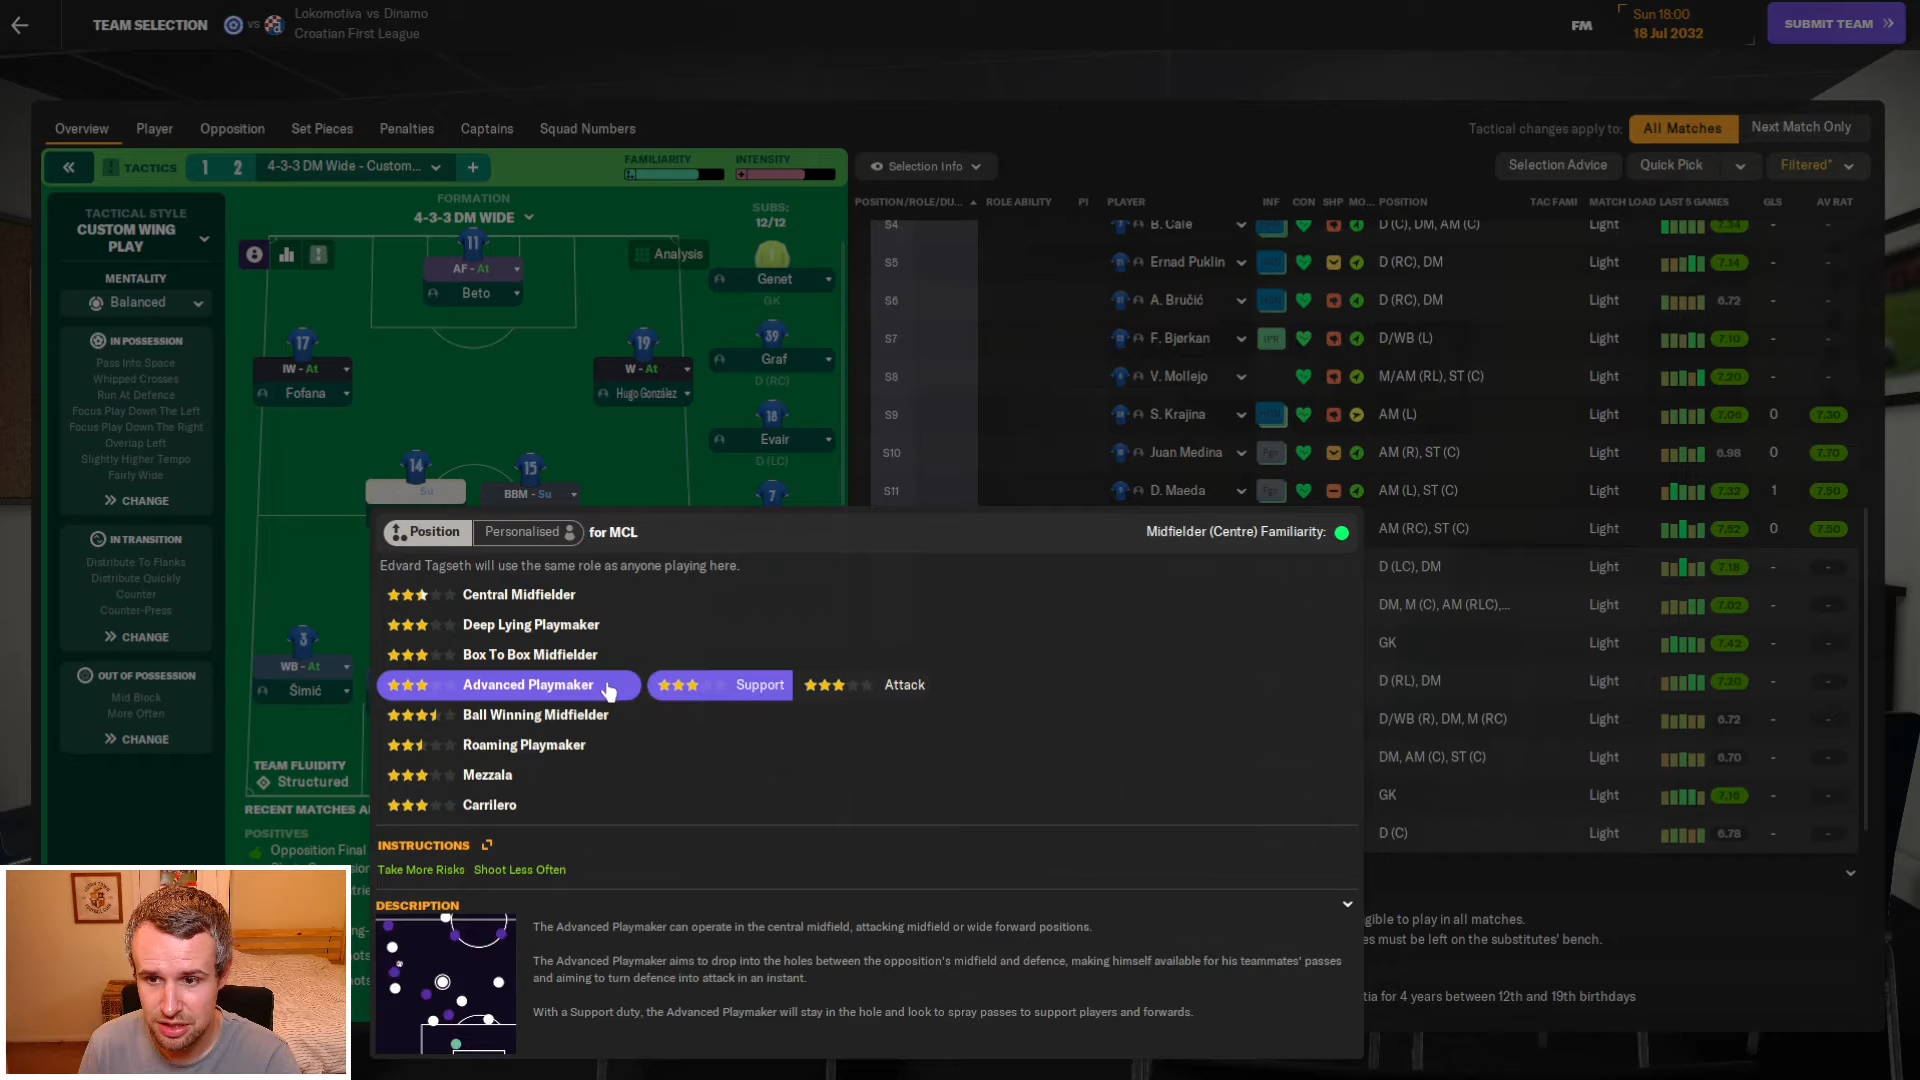 TEAM SELECTION
VS
Lokomotiva vs Dinamo
Croatian First League
FM
Sun 18:00
18 Jul 2032
SUBMIT TEAM
Overview
Player
Opposition
Set Pieces
Penalties
Captains
Squad Numbers
Tactical changes apply to:
All Matches
Next Match Only
TACTICS
1
2
4-3-3 DM Wide - Custom...
FAMILIARITY
INTENSITY
Selection Info
Selection Advice
Quick Pick
Filtered*
TACTICAL STYLE
CUSTOM WING
PLAY
MENTALITY
Balanced
IN POSSESSION
Pass Into Space
Whipped Crosses
Run At Defence
Focus Play Down The Left
Focus Play Down The Right
Overlap Left
Slightly Higher Tempo
Fairly Wide
CHANGE
IN TRANSITION
Distribute To Flanks
Distribute Quickly
Counter
Counter-Press
CHANGE
OUT OF POSSESSION
Mid Block
More Often
CHANGE
FORMATION
4-3-3 DM WIDE
SUBS:
12/12
Analysis
11
AF - At
Beto
17
IW - At
Fofana
19
W - At
Hugo González
14
Su
15
BBM - Su
3
WB - At
Šimić
1
Genet
GK
39
Graf
D (RC)
18
Evair
D (LC)
7
TEAM FLUIDITY
Structured
RECENT MATCHES A
POSITIVES
Opposition Final
POSITION/ROLE/DU...
ROLE ABILITY
PI
PLAYER
INF
CON
SHP
MO...
POSITION
TAC FAMI
MATCH LOAD
LAST 5 GAMES
GLS
AV RAT
S4 B. Cale D (C), DM, AM (C) Light 7.34 - -
S5 Ernad Puklin D (RC), DM Light 7.14 - -
S6 A. Bručić D (RC), DM Light 6.72 - -
S7 F. Bjørkan IPR D/WB (L) Light 7.10 - -
S8 V. Mollejo M/AM (RL), ST (C) Light 7.20 - -
S9 S. Krajina AM (L) Light 7.06 0 7.30
S10 Juan Medina Fgn AM (R), ST (C) Light 6.98 0 7.70
S11 D. Maeda Fgn AM (L), ST (C) Light 7.32 1 7.50
AM (RC), ST (C) Light 7.52 0 7.50
D (LC), DM Light 7.18 - -
DM, M (C), AM (RLC),... Light 7.02 - -
GK Light 7.42 - -
D (RL), DM Light 7.20 - -
D/WB (R), DM, M (RC) Light 6.72 - -
DM, AM (C), ST (C) Light 6.70 - -
GK Light 7.16 - -
D (C) Light 6.78 - -
Position
Personalised
for MCL
Midfielder (Centre) Familiarity:
Edvard Tagseth will use the same role as anyone playing here.
Central Midfielder
Deep Lying Playmaker
Box To Box Midfielder
Advanced Playmaker
Support
Attack
Ball Winning Midfielder
Roaming Playmaker
Mezzala
Carrilero
INSTRUCTIONS
Take More Risks Shoot Less Often
DESCRIPTION
The Advanced Playmaker can operate in the central midfield, attacking midfield or wide forward positions.
The Advanced Playmaker aims to drop into the holes between the opposition's midfield and defence, making himself available for his teammates' passes
and aiming to turn defence into attack in an instant.
With a Support duty, the Advanced Playmaker will stay in the hole and look to spray passes to support players and forwards.
gible to play in all matches.
es must be left on the substitutes' bench.
tia for 4 years between 12th and 19th birthdays